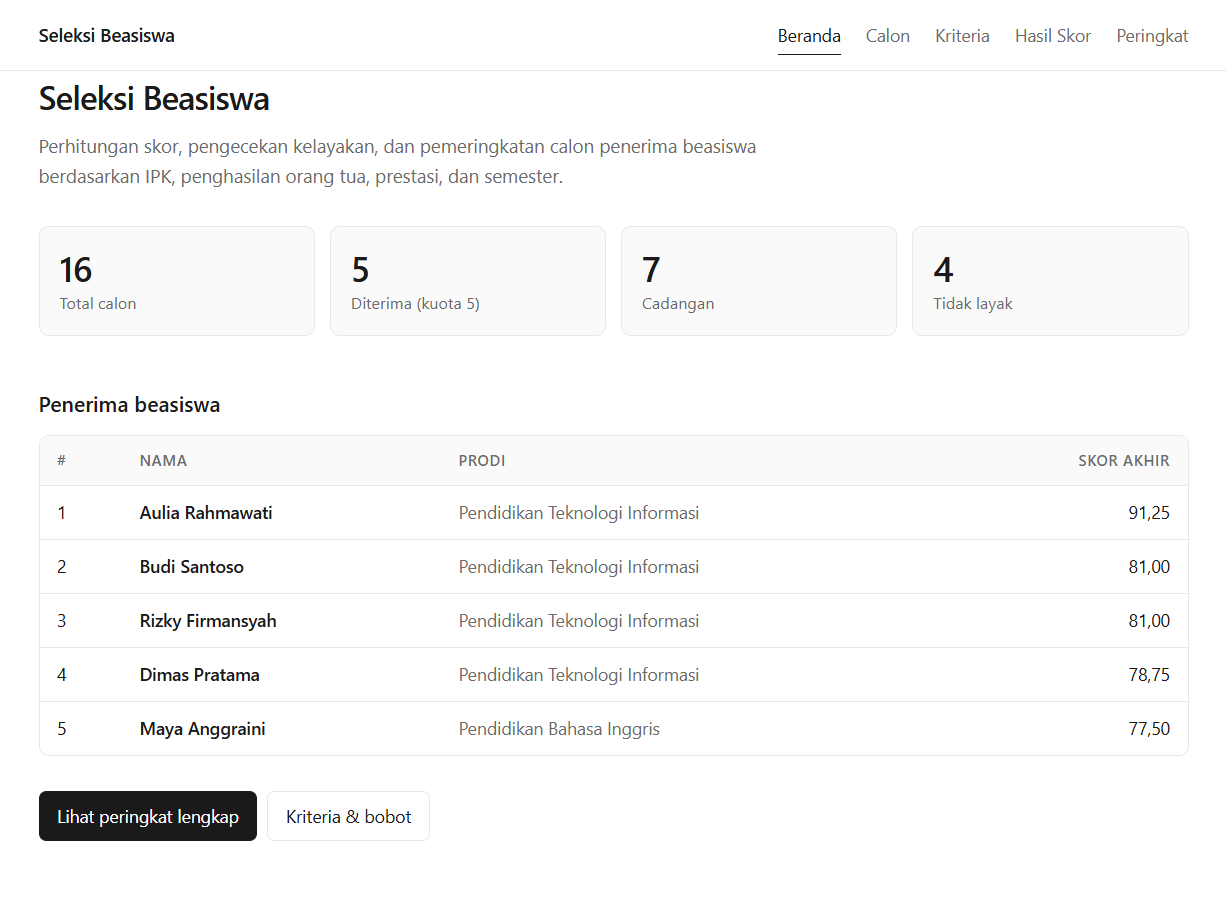 Seleksi Beasiswa
Beranda Calon Kriteria Hasil Skor Peringkat
Seleksi Beasiswa
Perhitungan skor, pengecekan kelayakan, dan pemeringkatan calon penerima beasiswa
berdasarkan IPK, penghasilan orang tua, prestasi, dan semester.
16
Total calon
5
Diterima (kuota 5)
7
Cadangan
4
Tidak layak
Penerima beasiswa
# NAMA PRODI SKOR AKHIR
1 Aulia Rahmawati Pendidikan Teknologi Informasi 91,25
2 Budi Santoso Pendidikan Teknologi Informasi 81,00
3 Rizky Firmansyah Pendidikan Teknologi Informasi 81,00
4 Dimas Pratama Pendidikan Teknologi Informasi 78,75
5 Maya Anggraini Pendidikan Bahasa Inggris 77,50
Lihat peringkat lengkap Kriteria & bobot